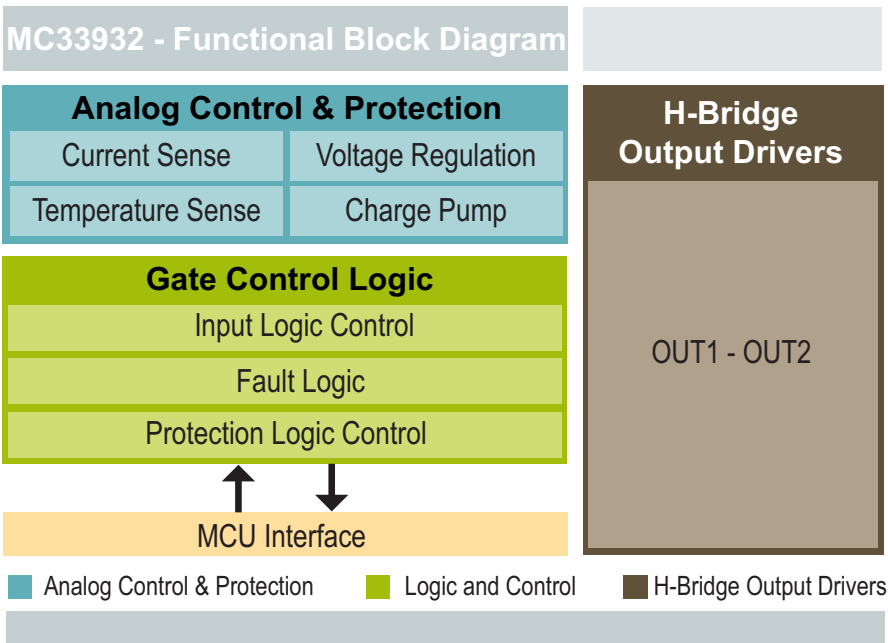 MC33932 - Functional Block Diagram
Analog Control & Protection
Current Sense
Voltage Regulation
Temperature Sense
Charge Pump
Gate Control Logic
Input Logic Control
Fault Logic
Protection Logic Control
MCU Interface
H-Bridge
Output Drivers
OUT1 - OUT2
Analog Control & Protection
Logic and Control
H-Bridge Output Drivers